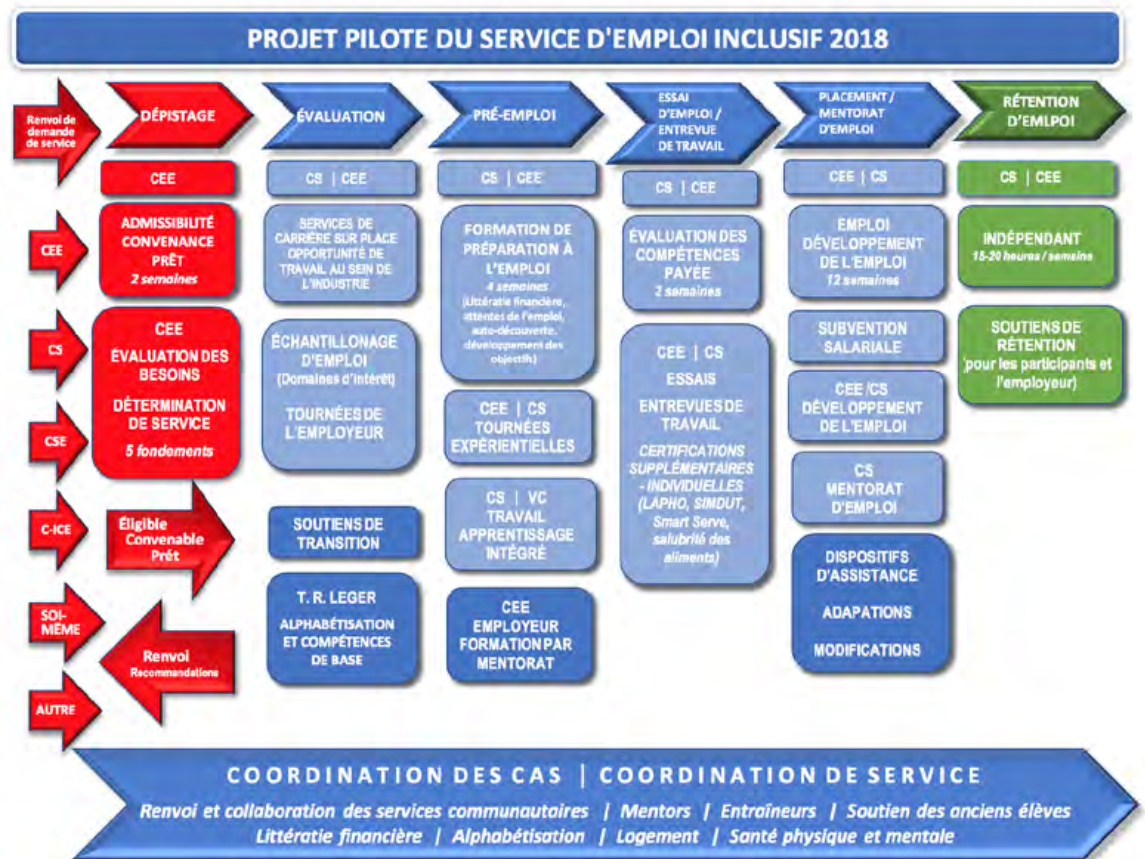 PROJET PILOTE DU SERVICE D'EMPLOI INCLUSIF 2018
Renvoi de
demande
de service
DÉPISTAGE
ÉVALUATION
PRÉ-EMPLOI
ESSAI
D'EMPLOI /
ENTREVUE
DE TRAVAIL
PLACEMENT /
MENTORAT
D'EMPLOI
RÉTENTION
D'EMLPOI
CEE
CS | CEE
CS | CEE
CS | CEE
CEE | CS
CS | CEE
CEE
CS
CSE
C-ICE
SOI-
MÊME
AUTRE
ADMISSIBILITÉ
CONVENANCE
PRÊT
2 semaines
CEE
ÉVALUATION DES
BESOINS
DÉTERMINATION
DE SERVICE
5 fondements
Éligible
Convenable
Prêt
Renvoi
Recommandations
SERVICES DE
CARRIÈRE SUR PLACE
OPPORTUNITÉ DE
TRAVAIL AU SEIN DE
L'INDUSTRIE
ÉCHANTILLONAGE
D'EMPLOI
(Domaines d'intérêt)
TOURNÉES DE
L'EMPLOYEUR
SOUTIENS DE
TRANSITION
T. R. LEGER
ALPHABÉTISATION
ET COMPÉTENCES
DE BASE
FORMATION DE
PRÉPARATION À
L'EMPLOI
4 semaines
(Littératie financière,
attentes de l'emploi,
auto-découverte,
développement des
objectifs)
CEE | CS
TOURNÉES
EXPÉRIENTIELLES
CS | VC
TRAVAIL
APPRENTISSAGE
INTÉGRÉ
CEE
EMPLOYEUR
FORMATION PAR
MENTORAT
ÉVALUATION DES
COMPÉTENCES
PAYÉE
2 semaines
CEE | CS
ESSAIS
ENTREVUES DE
TRAVAIL
CERTIFICATIONS
SUPPLÉMENTAIRES
- INDIVIDUELLES
(LAPHO, SIMDUT,
Smart Serve,
salubrité des
aliments)
EMPLOI
DÉVELOPPEMENT
DE L'EMPLOI
12 semaines
SUBVENTION
SALARIALE
CEE /CS
DÉVELOPPEMENT
DE L'EMPLOI
CS
MENTORAT
D'EMPLOI
DISPOSITIFS
D'ASSISTANCE
ADAPATIONS
MODIFICATIONS
INDÉPENDANT
15-20 heures / semaine
SOUTIENS DE
RÉTENTION
(pour les participants et
l'employeur)
COORDINATION DES CAS | COORDINATION DE SERVICE
Renvoi et collaboration des services communautaires | Mentors | Entraîneurs | Soutien des anciens élèves
Littératie financière | Alphabétisation | Logement | Santé physique et mentale